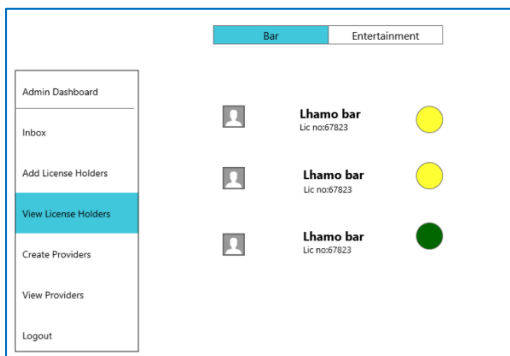 Bar
Entertainment
Admin Dashboard
Inbox
Add License Holders
View License Holders
Create Providers
View Providers
Logout
Lhamo bar
Lic no:67823
Lhamo bar
Lic no:67823
Lhamo bar
Lic no:67823